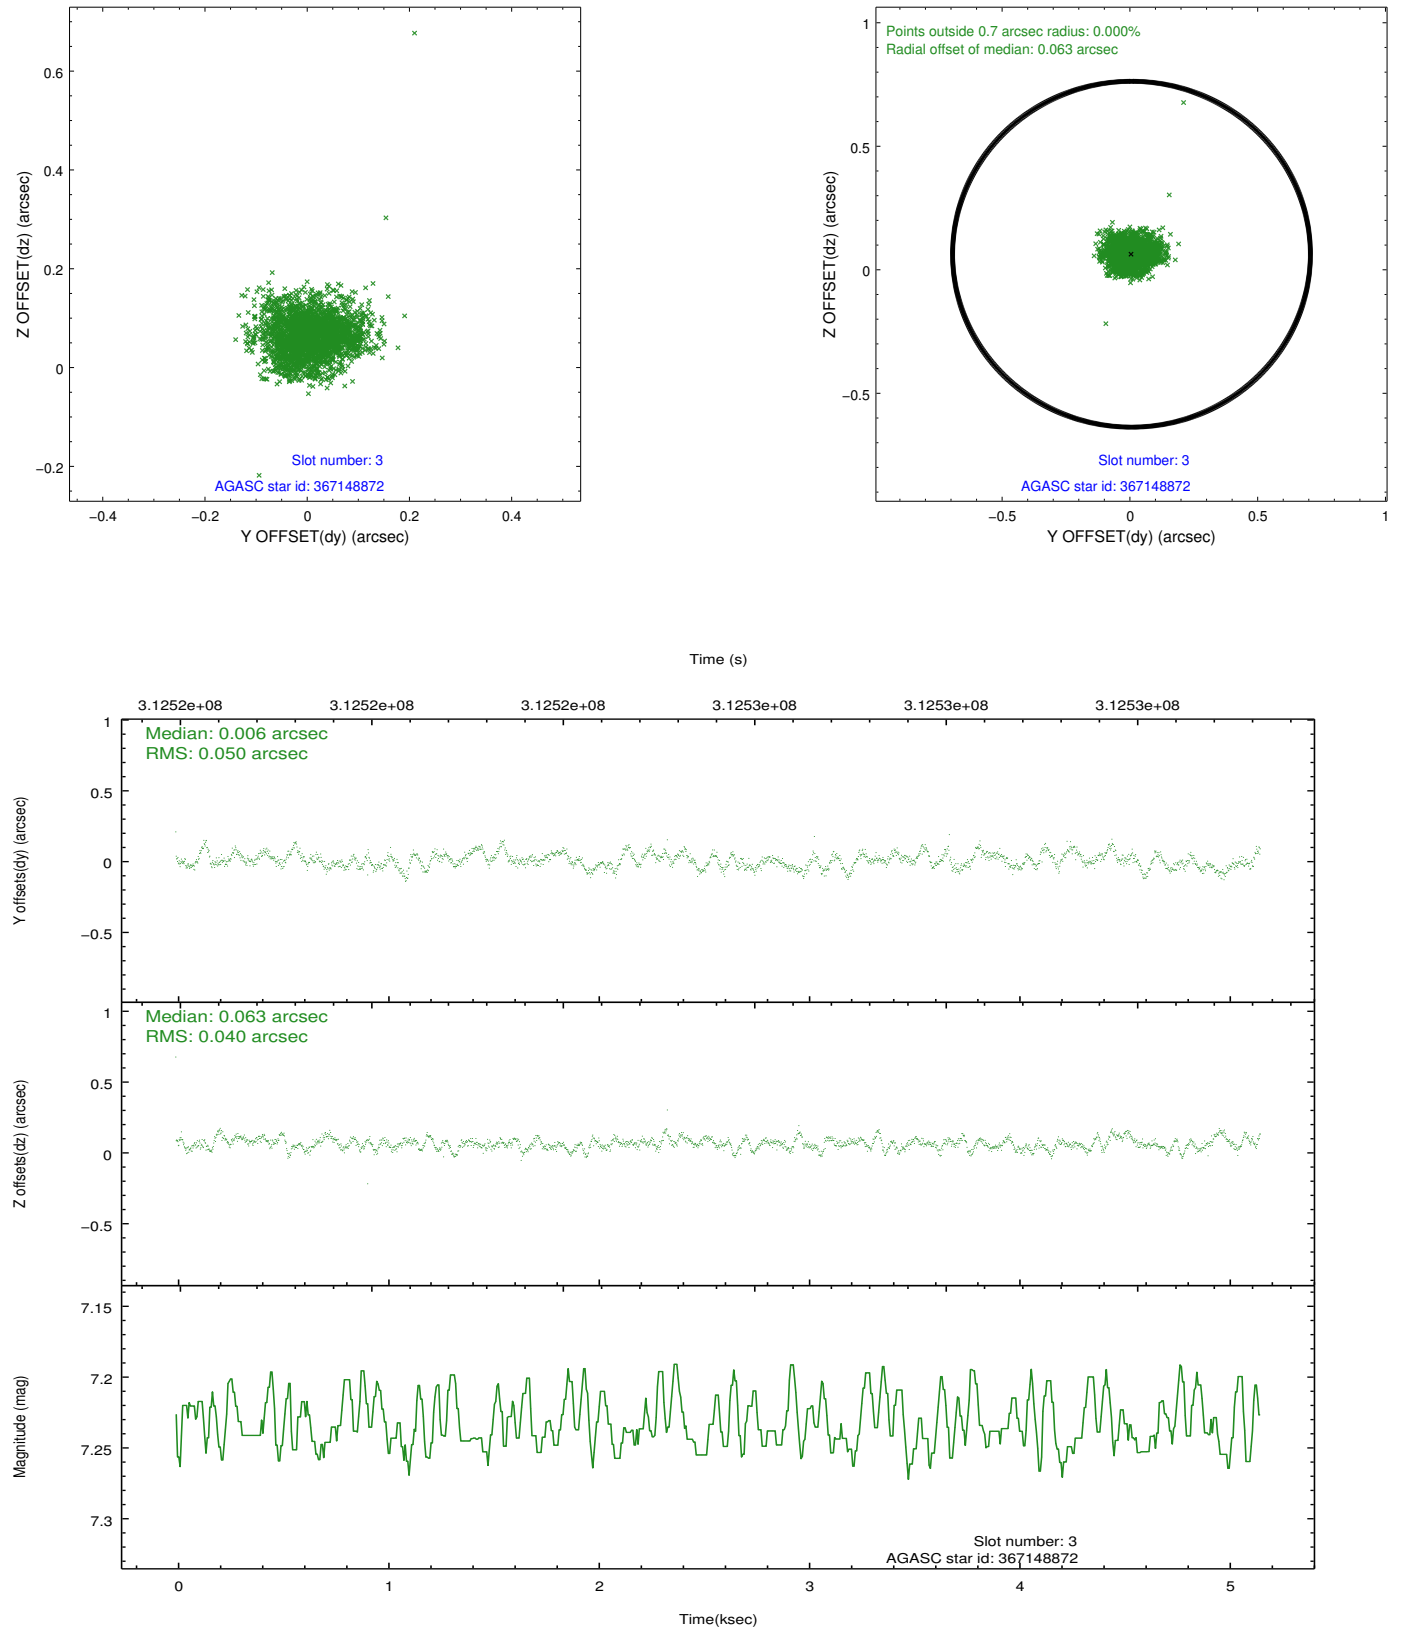 0.6
0.4
0.2
0
−0.2
Z OFFSET(dz) (arcsec)
Slot number: 3
AGASC star id: 367148872
−0.4
−0.2
0
0.2
0.4
Y OFFSET(dy) (arcsec)
Points outside 0.7 arcsec radius: 0.000%
Radial offset of median: 0.063 arcsec
1
0.5
0
−0.5
Z OFFSET(dz) (arcsec)
Slot number: 3
AGASC star id: 367148872
−0.5
0
0.5
1
Y OFFSET(dy) (arcsec)
Time (s)
3.1252e+08
3.1252e+08
3.1252e+08
3.1253e+08
3.1253e+08
3.1253e+08
Median: 0.006 arcsec
RMS: 0.050 arcsec
1
0.5
0
−0.5
Y offsets(dy) (arcsec)
Median: 0.063 arcsec
RMS: 0.040 arcsec
1
0.5
0
−0.5
Z offsets(dz) (arcsec)
7.15
7.2
7.25
7.3
Magnitude (mag)
Slot number: 3
AGASC star id: 367148872
0
1
2
3
4
5
Time(ksec)